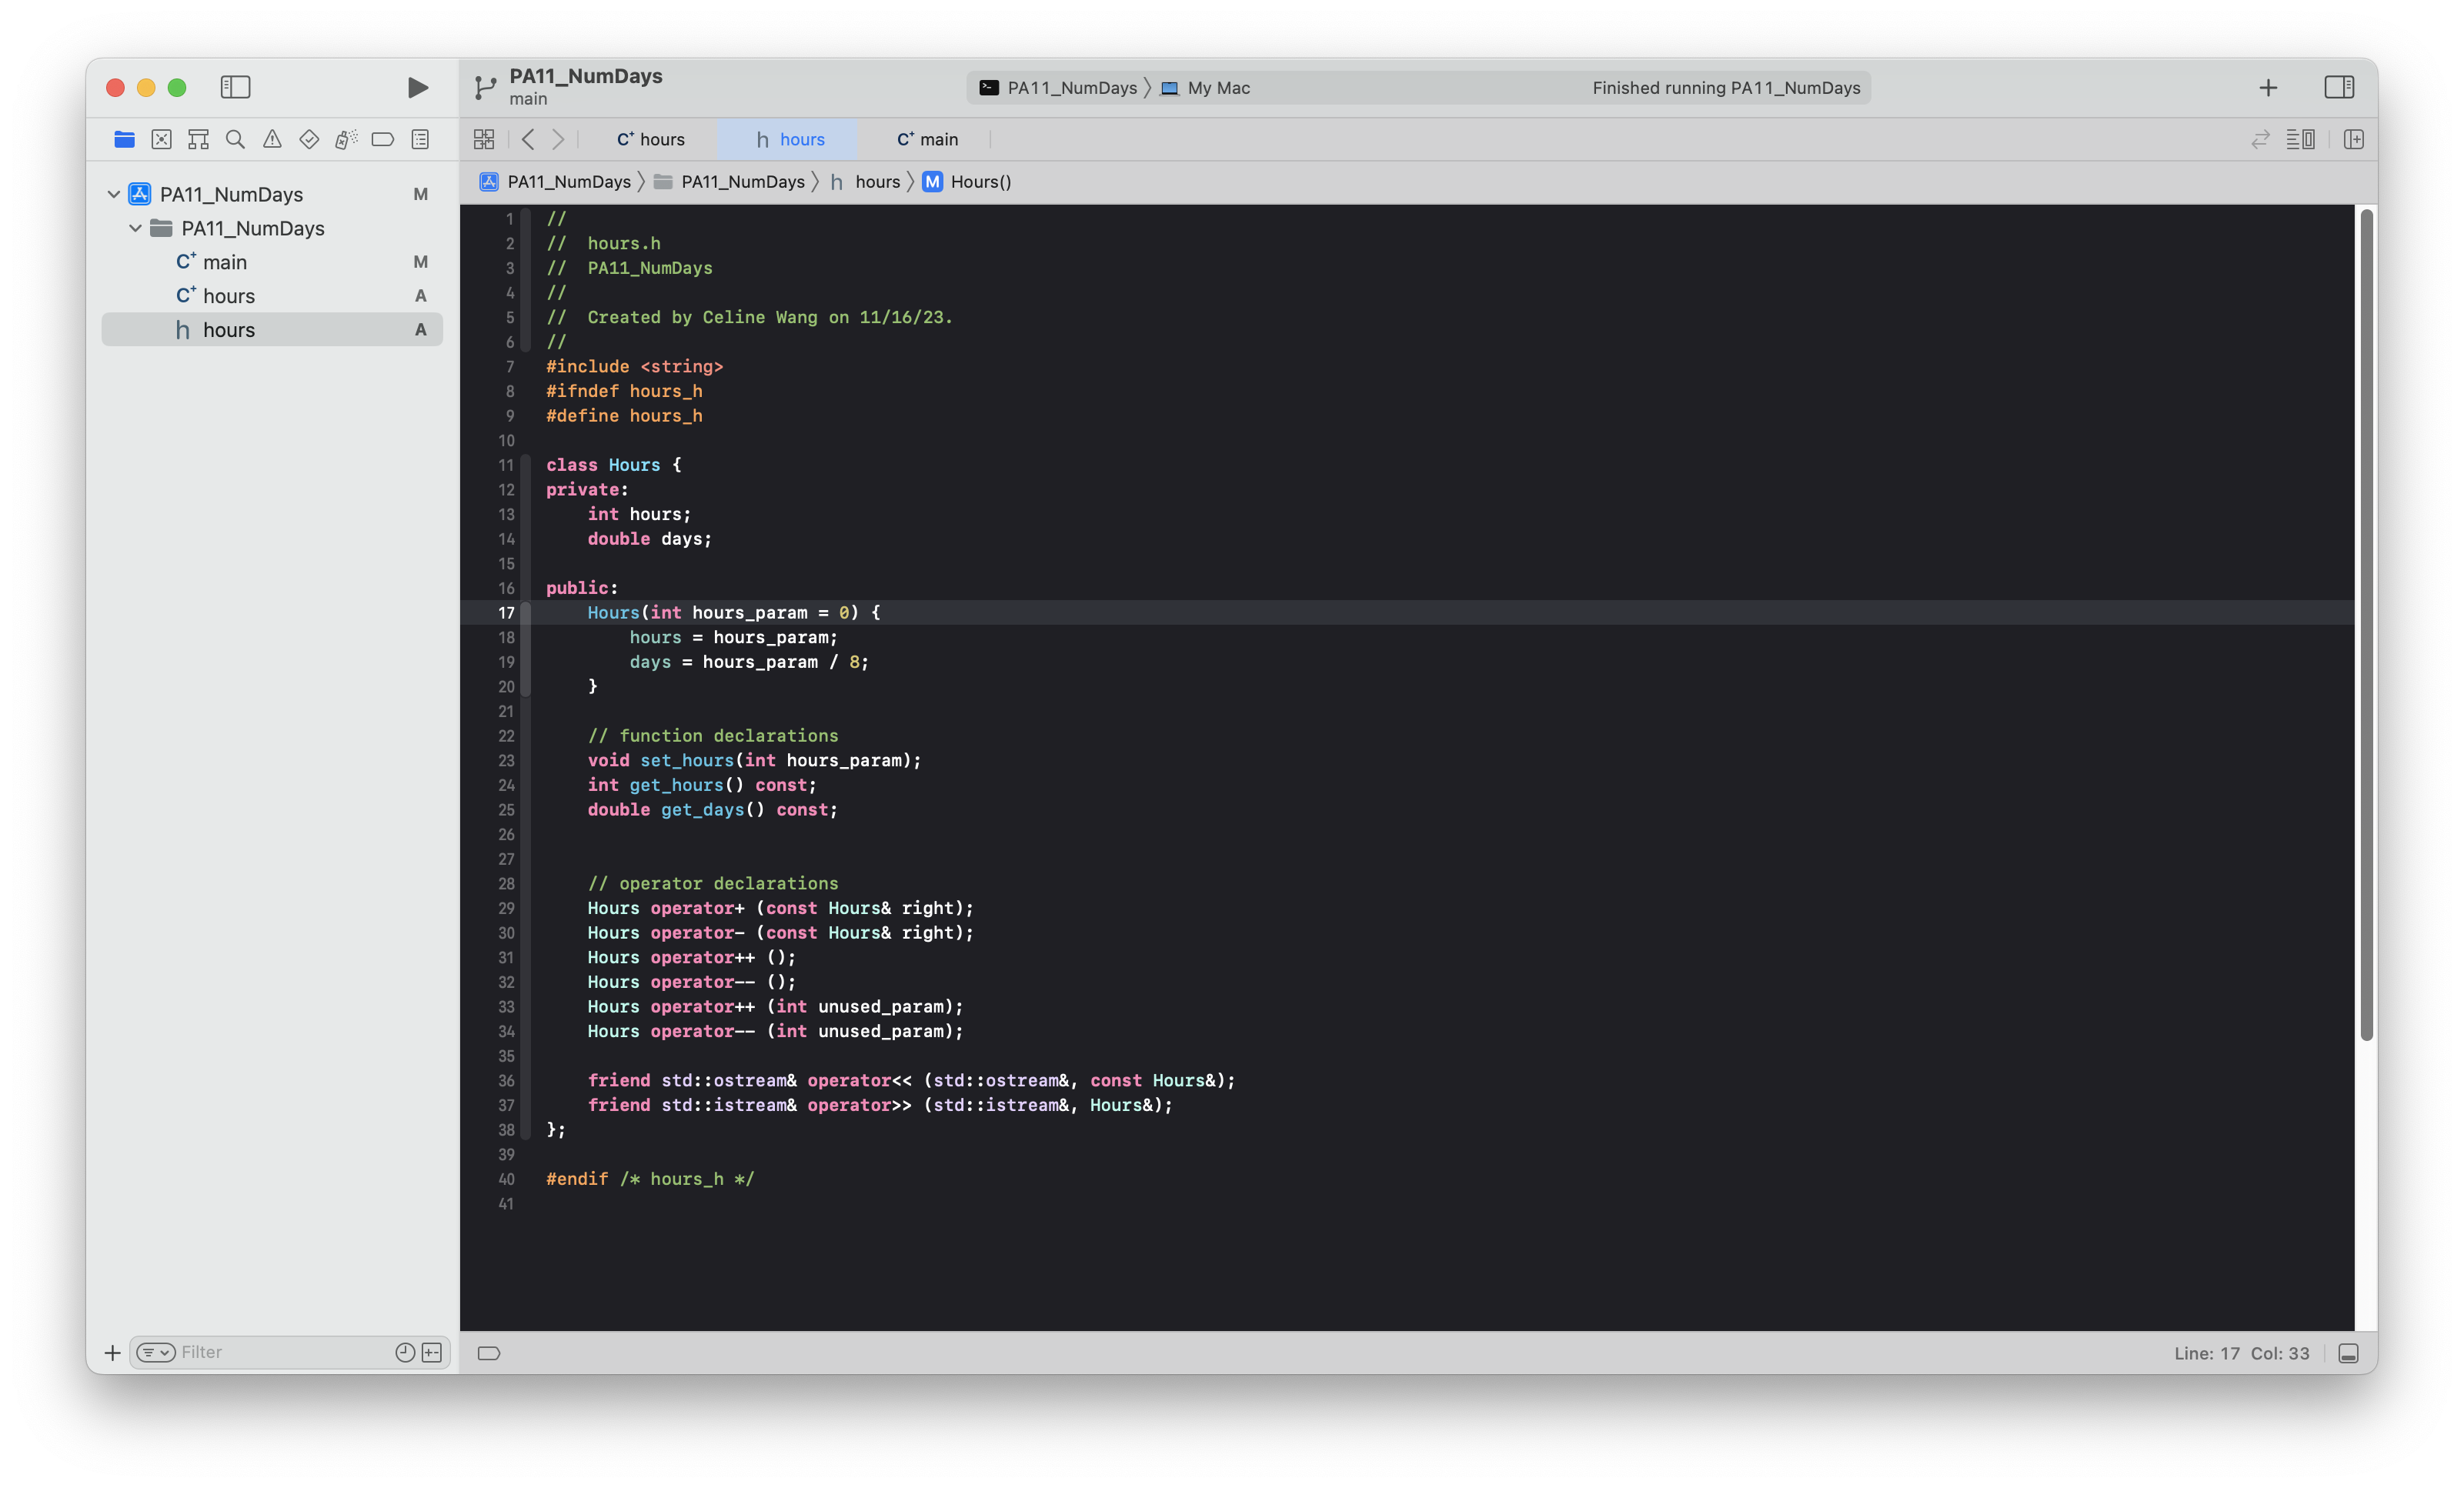 PA11_NumDays
main
PA11_NumDays
My Mac
Finished running PA11_NumDays
hours
hours
main
PA11_NumDays
PA11_NumDays
hours
M
Hours()
PA11_NumDays M
PA11_NumDays
main M
hours A
hours A
1 //
2 //  hours.h
3 //  PA11_NumDays
4 //
5 //  Created by Celine Wang on 11/16/23.
6 //
7 #include <string>
8 #ifndef hours_h
9 #define hours_h
10
11 class Hours {
12 private:
13     int hours;
14     double days;
15
16 public:
17     Hours(int hours_param = 0) {
18         hours = hours_param;
19         days = hours_param / 8;
20     }
21
22     // function declarations
23     void set_hours(int hours_param);
24     int get_hours() const;
25     double get_days() const;
26
27
28     // operator declarations
29     Hours operator+ (const Hours& right);
30     Hours operator- (const Hours& right);
31     Hours operator++ ();
32     Hours operator-- ();
33     Hours operator++ (int unused_param);
34     Hours operator-- (int unused_param);
35
36     friend std::ostream& operator<< (std::ostream&, const Hours&);
37     friend std::istream& operator>> (std::istream&, Hours&);
38 };
39
40 #endif /* hours_h */
41
Filter
Line: 17  Col: 33